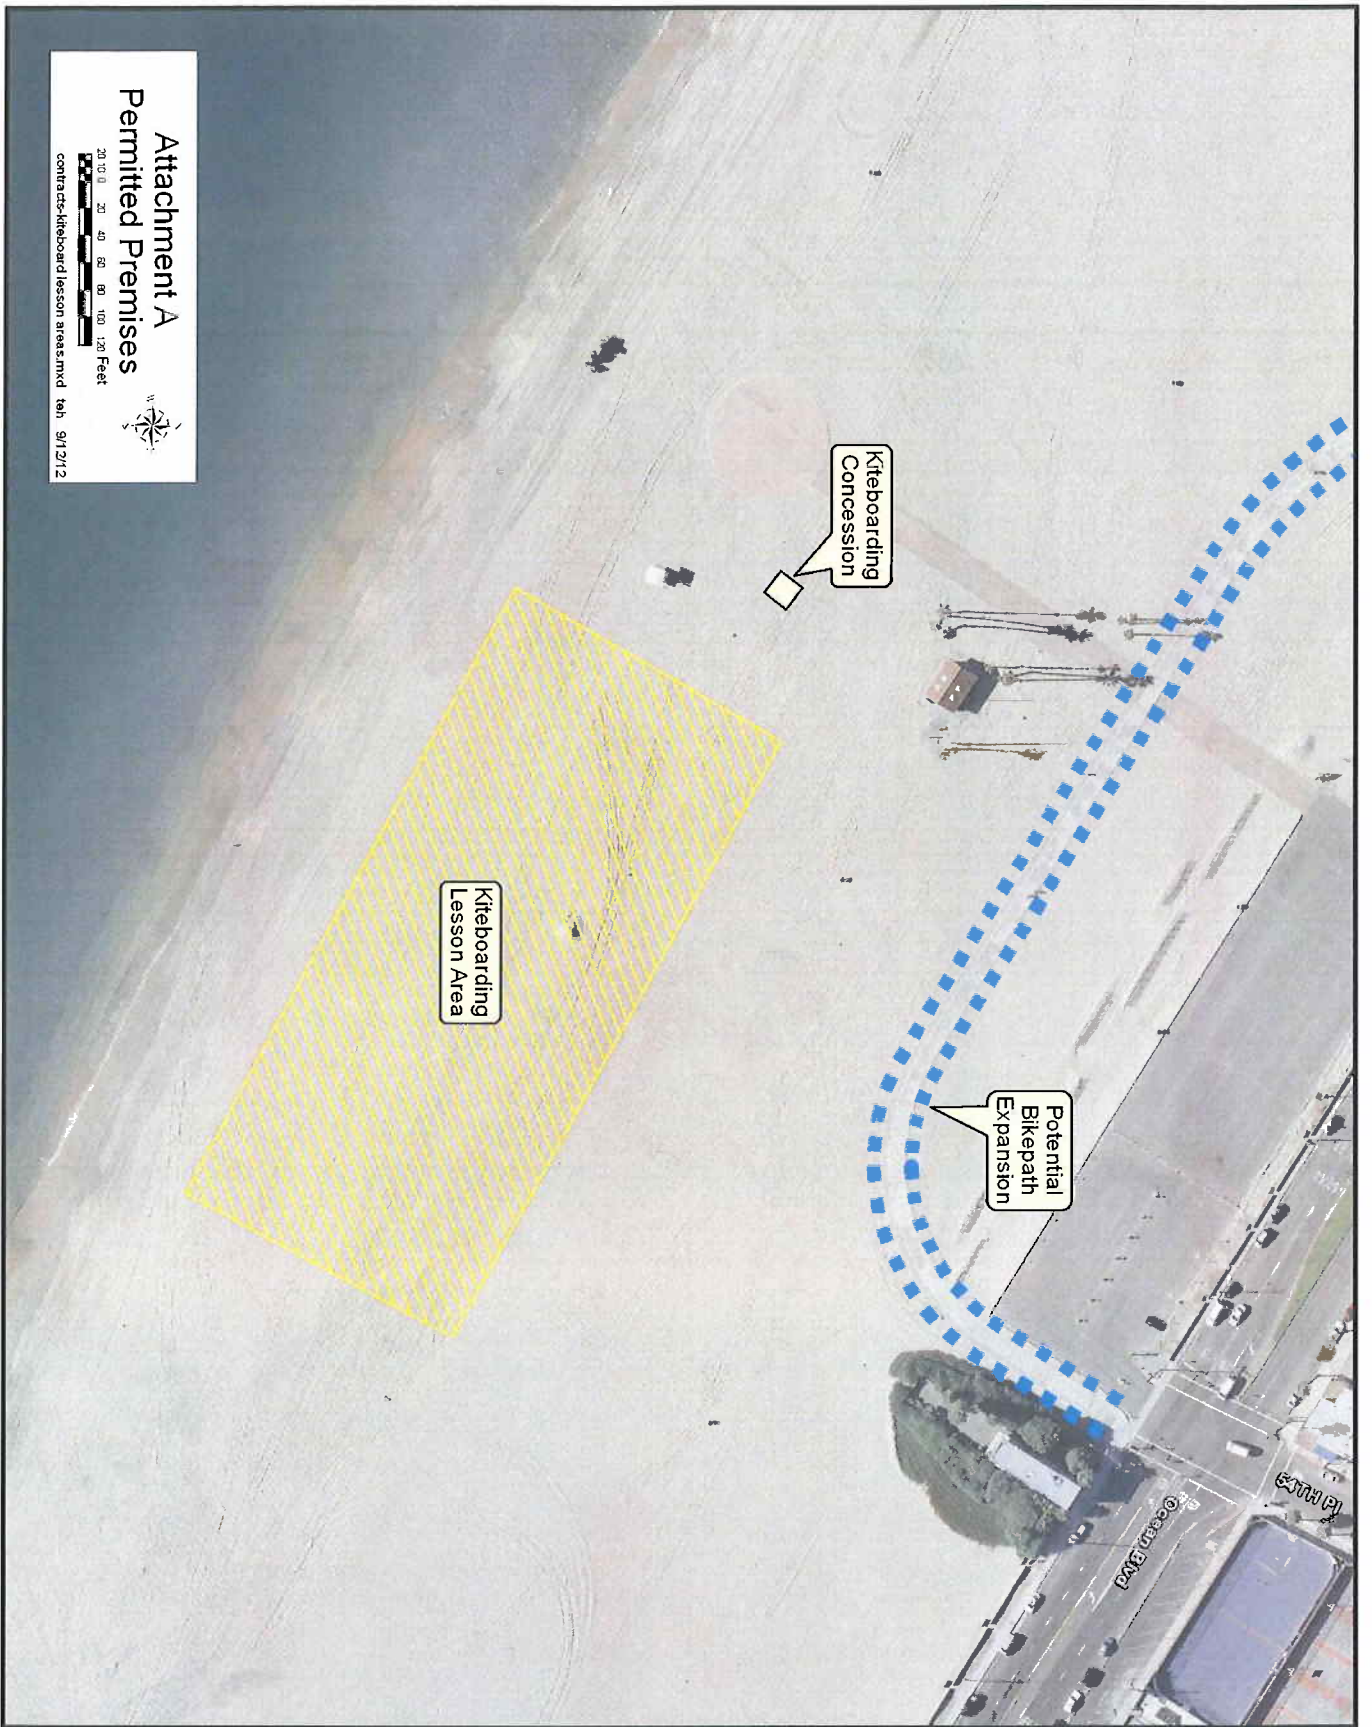 54TH Pl
Ocean Blvd
Potential
Bikepath
Expansion
Kiteboarding
Concession
Kiteboarding
Lesson Area
Attachment A
Permitted Premises
20 10 0 20 40 60 80 100 120 Feet
contracts-kiteboard lesson areas.mxd teh 9/12/12